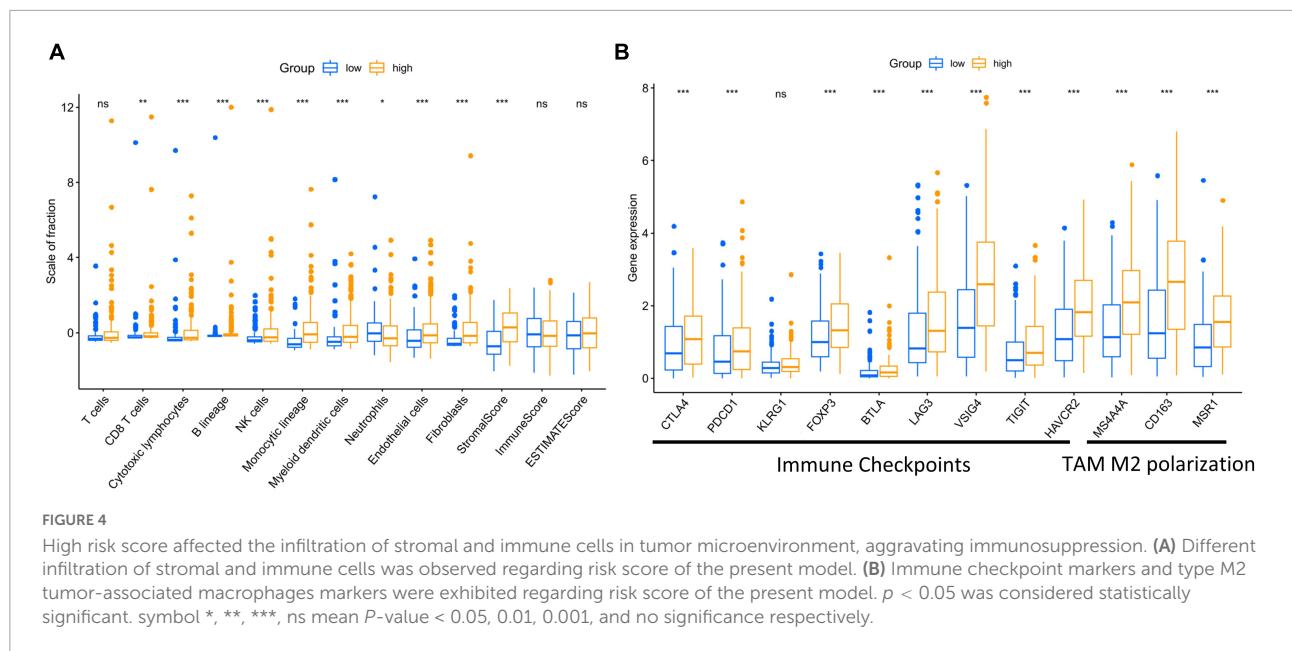 A
Group low high
ns ** *** *** *** *** *** * *** *** *** ns ns
12
8
4
0
Scale of fraction
T cells
CD8 T cells
Cytotoxic lymphocytes
B lineage
NK cells
Monocytic lineage
Myeloid dendritic cells
Neutrophils
Endothelial cells
Fibroblasts
StromalScore
ImmuneScore
ESTIMATEScore
B
Group low high
*** *** ns *** *** *** *** *** *** *** *** ***
8
6
4
2
0
Gene expression
CTLA4
PDCD1
KLRG1
FOXP3
BTLA
LAG3
VSIG4
TIGIT
HAVCR2
MS4A4A
CD163
MSR1
Immune Checkpoints
TAM M2 polarization
FIGURE 4
High risk score affected the infiltration of stromal and immune cells in tumor microenvironment, aggravating immunosuppression. (A) Different
infiltration of stromal and immune cells was observed regarding risk score of the present model. (B) Immune checkpoint markers and type M2
tumor-associated macrophages markers were exhibited regarding risk score of the present model. p < 0.05 was considered statistically
significant. symbol *, **, ***, ns mean P-value < 0.05, 0.01, 0.001, and no significance respectively.